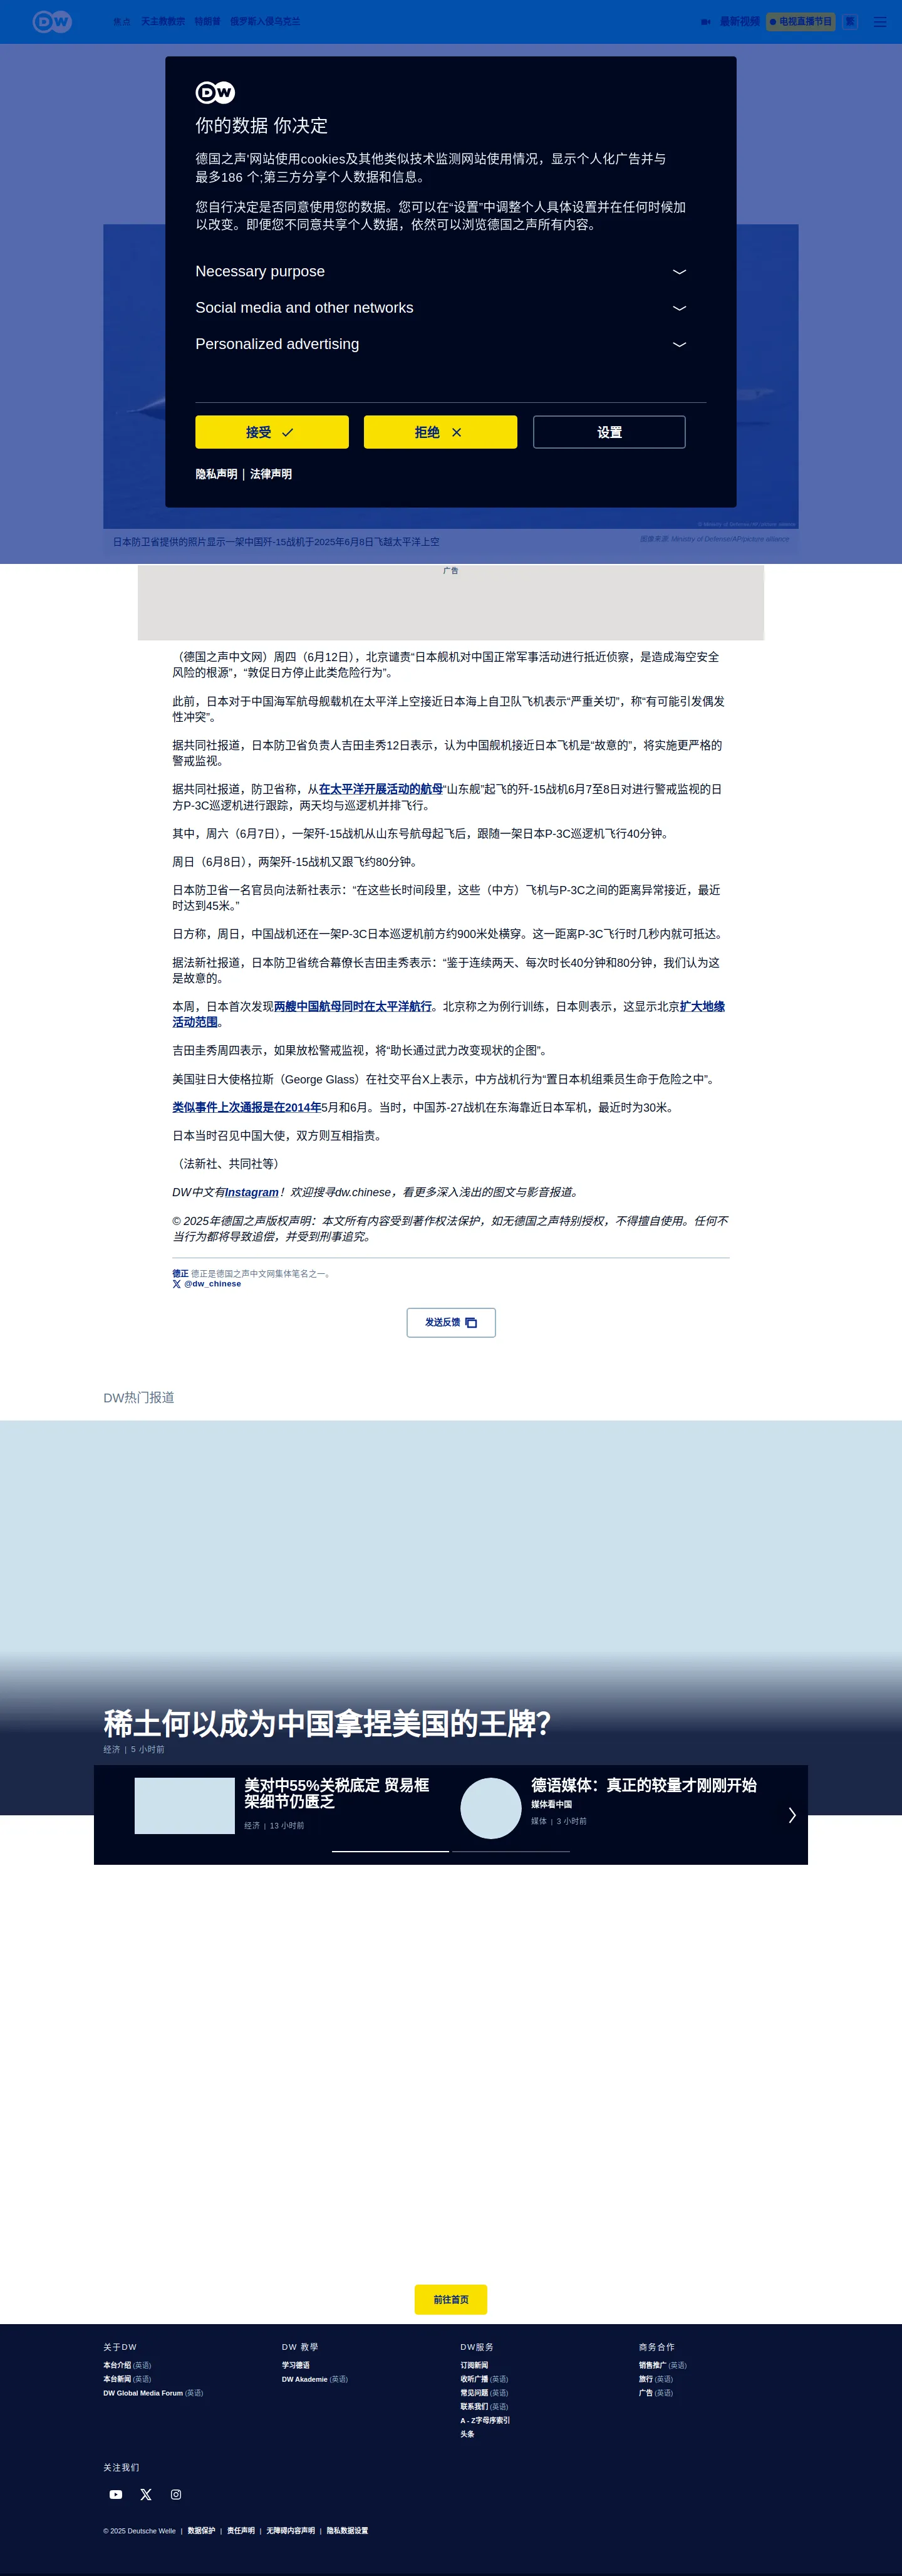 DW
焦点
天主教教宗
特朗普
俄罗斯入侵乌克兰
最新视频
电视直播节目
繁
DW
你的数据 你决定
德国之声'网站使用cookies及其他类似技术监测网站使用情况，显示个人化广告并与
最多186 个;第三方分享个人数据和信息。
您自行决定是否同意使用您的数据。您可以在“设置”中调整个人具体设置并在任何时候加
以改变。即便您不同意共享个人数据，依然可以浏览德国之声所有内容。
Necessary purpose
Social media and other networks
Personalized advertising
接受
拒绝
设置
隐私声明 | 法律声明
日本防卫省提供的照片显示一架中国歼-15战机于2025年6月8日飞越太平洋上空
图像来源: Ministry of Defense/AP/picture alliance
广告
（德国之声中文网）周四（6月12日），北京谴责“日本舰机对中国正常军事活动进行抵近侦察，是造成海空安全
风险的根源”，“敦促日方停止此类危险行为”。
此前，日本对于中国海军航母舰载机在太平洋上空接近日本海上自卫队飞机表示“严重关切”，称“有可能引发偶发
性冲突”。
据共同社报道，日本防卫省负责人吉田圭秀12日表示，认为中国舰机接近日本飞机是“故意的”，将实施更严格的
警戒监视。
据共同社报道，防卫省称，从在太平洋开展活动的航母“山东舰”起飞的歼-15战机6月7至8日对进行警戒监视的日
方P-3C巡逻机进行跟踪，两天均与巡逻机并排飞行。
其中，周六（6月7日），一架歼-15战机从山东号航母起飞后，跟随一架日本P-3C巡逻机飞行40分钟。
周日（6月8日），两架歼-15战机又跟飞约80分钟。
日本防卫省一名官员向法新社表示：“在这些长时间段里，这些（中方）飞机与P-3C之间的距离异常接近，最近
时达到45米。”
日方称，周日，中国战机还在一架P-3C日本巡逻机前方约900米处横穿。这一距离P-3C飞行时几秒内就可抵达。
据法新社报道，日本防卫省统合幕僚长吉田圭秀表示：“鉴于连续两天、每次时长40分钟和80分钟，我们认为这
是故意的。
本周，日本首次发现两艘中国航母同时在太平洋航行。北京称之为例行训练，日本则表示，这显示北京扩大地缘
活动范围。
吉田圭秀周四表示，如果放松警戒监视，将“助长通过武力改变现状的企图”。
美国驻日大使格拉斯（George Glass）在社交平台X上表示，中方战机行为“置日本机组乘员生命于危险之中”。
类似事件上次通报是在2014年5月和6月。当时，中国苏-27战机在东海靠近日本军机，最近时为30米。
日本当时召见中国大使，双方则互相指责。
（法新社、共同社等）
DW中文有Instagram！欢迎搜寻dw.chinese，看更多深入浅出的图文与影音报道。
© 2025年德国之声版权声明：本文所有内容受到著作权法保护，如无德国之声特别授权，不得擅自使用。任何不
当行为都将导致追偿，并受到刑事追究。
德正 德正是德国之声中文网集体笔名之一。
@dw_chinese
发送反馈
DW热门报道
稀土何以成为中国拿捏美国的王牌？
经济 | 5 小时前
美对中55%关税底定 贸易框
架细节仍匮乏
经济 | 13 小时前
德语媒体：真正的较量才刚刚开始
媒体看中国
媒体 | 3 小时前
前往首页
关于DW
本台介绍 (英语)
本台新闻 (英语)
DW Global Media Forum (英语)
DW 教學
学习德语
DW Akademie (英语)
DW服务
订阅新闻
收听广播 (英语)
常见问题 (英语)
联系我们 (英语)
A - Z字母序索引
头条
商务合作
销售推广 (英语)
旅行 (英语)
广告 (英语)
关注我们
© 2025 Deutsche Welle | 数据保护 | 责任声明 | 无障碍内容声明 | 隐私数据设置